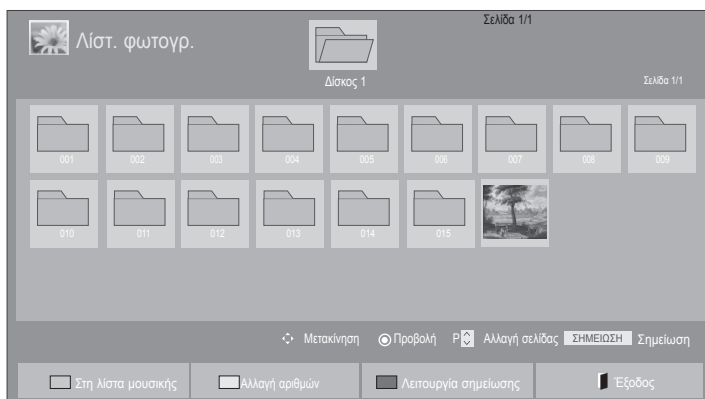 Σελίδα 1/1
Λίστ. φωτογρ.
Δίσκος 1
Σελίδα 1/1
001 002 003 004 005 006 007 008 009
010 011 012 013 014 015
Μετακίνηση Προβολή P Αλλαγή σελίδας ΣΗΜΕΙΩΣΗ Σημείωση
Στη λίστα μουσικής Αλλαγή αριθμών Λειτουργία σημείωσης Έξοδος